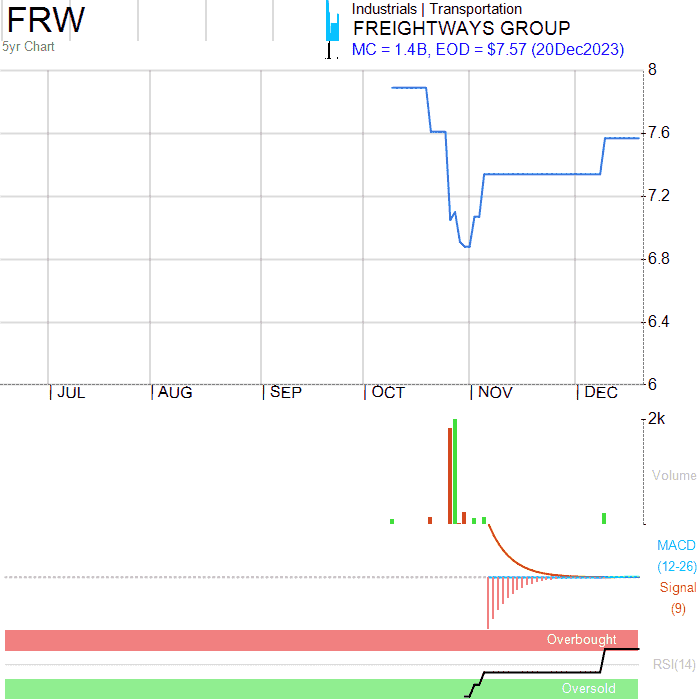 FRW
5yr Chart
Industrials | Transportation
FREIGHTWAYS GROUP
MC = 1.4B, EOD = $7.57 (20Dec2023)
8
7.6
7.2
6.8
6.4
6
JUL AUG SEP OCT NOV DEC
2k
Volume
MACD
(12-26)
Signal
(9)
Overbought
RSI(14)
Oversold